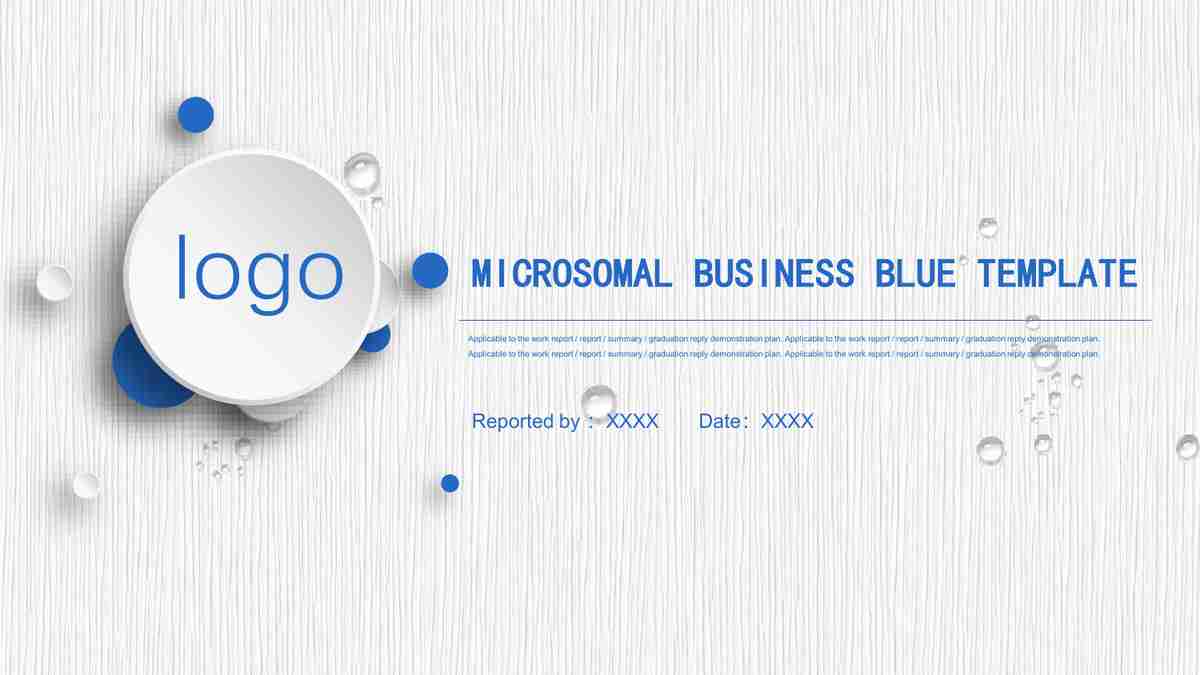 logo
MICROSOMAL BUSINESS BLUE TEMPLATE
Applicable to the work report / report / summary / graduation reply demonstration plan. Applicable to the work report / report / summary / graduation reply demonstration plan.
Applicable to the work report / report / summary / graduation reply demonstration plan. Applicable to the work report / report / summary / graduation reply demonstration plan.
Reported by： XXXX Date：XXXX